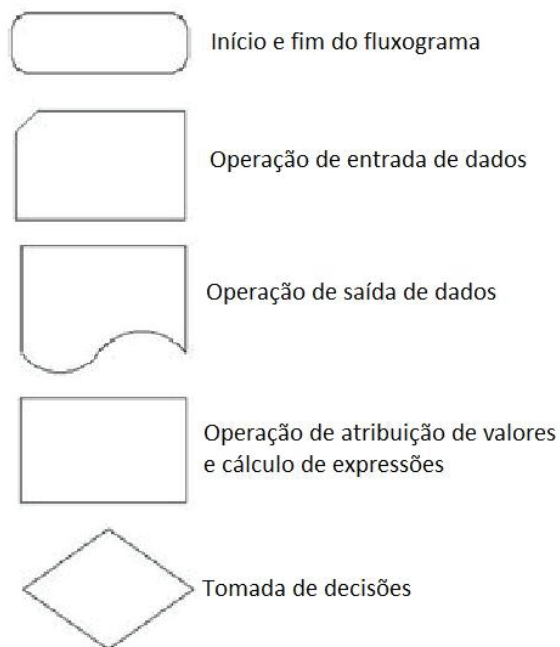 Início e fim do fluxograma
Operação de entrada de dados
Operação de saída de dados
Operação de atribuição de valores
e cálculo de expressões
Tomada de decisões